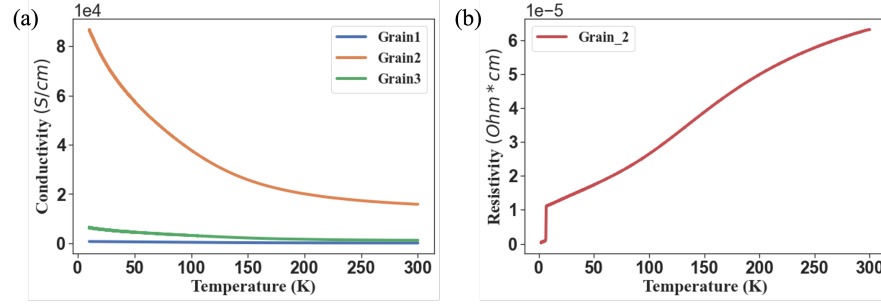 (a)
1e4
Conductivity (S/cm)
8
6
4
2
0
0
50
100
150
200
250
300
Temperature (K)
Grain1
Grain2
Grain3
(b)
1e−5
Resistivity (Ohm*cm)
6
5
4
3
2
1
0
0
50
100
150
200
250
300
Temperature (K)
Grain_2